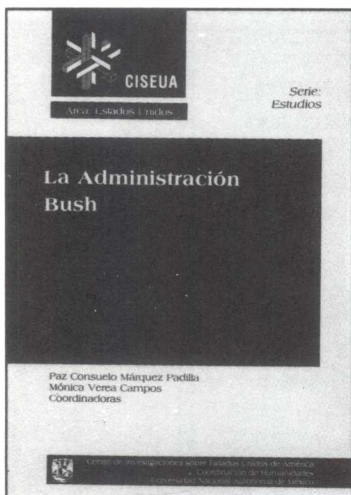 CISEUA
Area: Estados Unidos
Serie:
Estudios
La Administración
Bush
Paz Consuelo Márquez Padilla
Mónica Verea Campos
Coordinadoras
Centro de Investigaciones sobre Estados Unidos de América
Coordinación de Humanidades
Universidad Nacional Autónoma de México